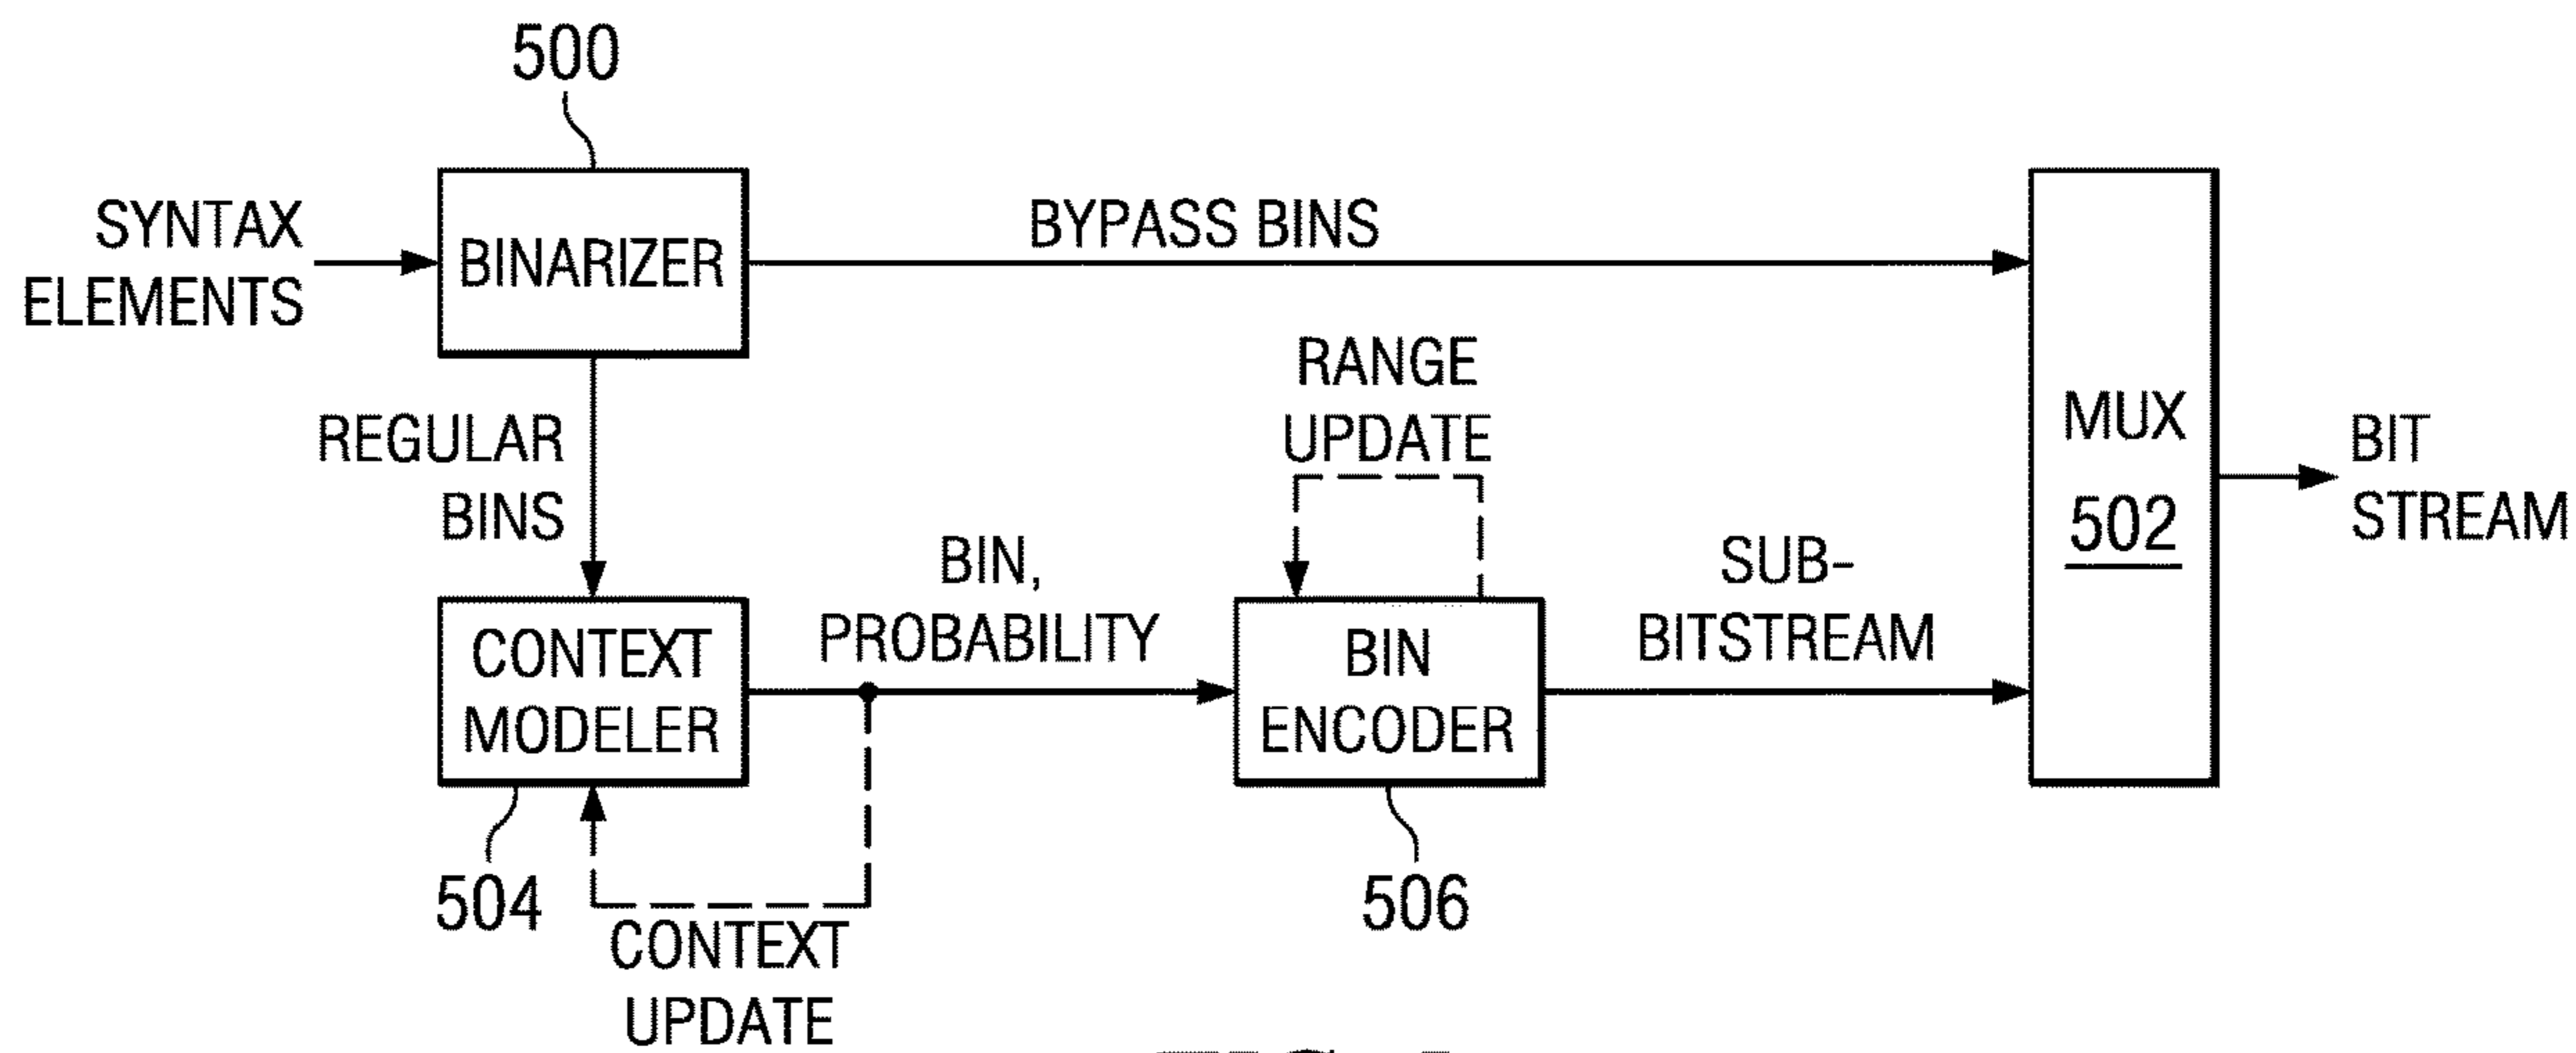 500
SYNTAX
ELEMENTS
BINARIZER
BYPASS BINS
REGULAR
BINS
RANGE
UPDATE
MUX
502
BIT
STREAM
CONTEXT
MODELER
504
BIN,
PROBABILITY
CONTEXT
UPDATE
BIN
ENCODER
506
SUB-
BITSTREAM